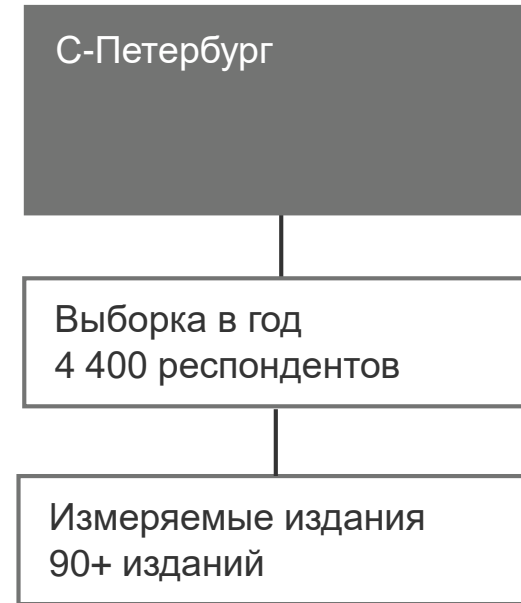 С-Петербург
Выборка в год
4 400 респондентов
Измеряемые издания
90+ изданий